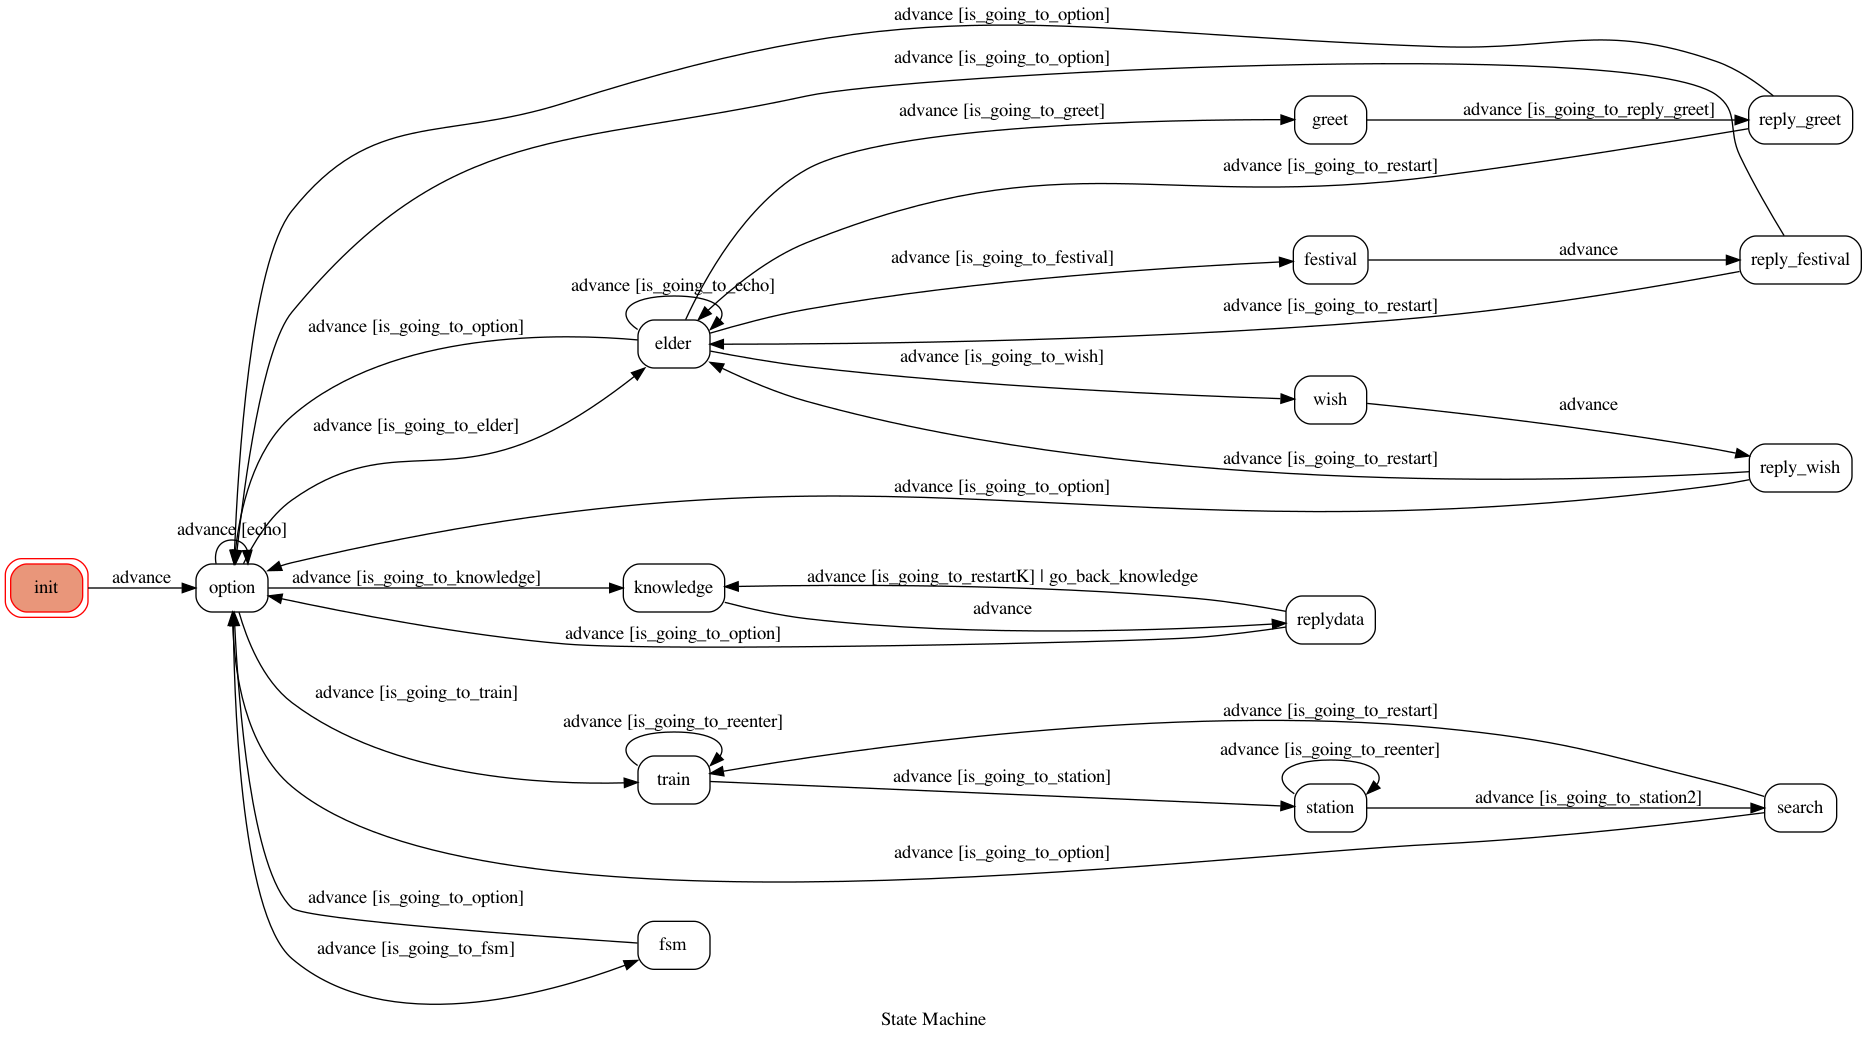 advance [is_going_to_option]
advance [is_going_to_option]
advance [is_going_to_greet]
greet
advance [is_going_to_reply_greet]
reply_greet
advance [is_going_to_restart]
advance [is_going_to_festival]
festival
advance
reply_festival
advance [is_going_to_echo]
advance [is_going_to_restart]
advance [is_going_to_option]
elder
advance [is_going_to_wish]
wish
advance
advance [is_going_to_elder]
advance [is_going_to_restart]
reply_wish
advance [is_going_to_option]
advance [echo]
init
advance
option
advance [is_going_to_knowledge]
knowledge
advance [is_going_to_restartK] | go_back_knowledge
advance
replydata
advance [is_going_to_option]
advance [is_going_to_train]
advance [is_going_to_reenter]
advance [is_going_to_restart]
advance [is_going_to_reenter]
train
advance [is_going_to_station]
station
advance [is_going_to_station2]
search
advance [is_going_to_option]
advance [is_going_to_option]
fsm
advance [is_going_to_fsm]
State Machine